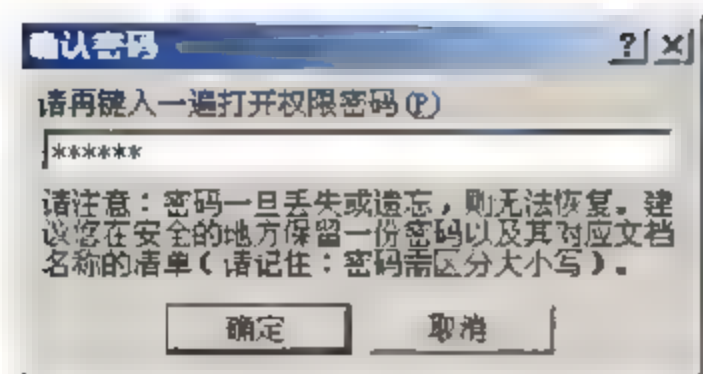 确认密码
请再键入一遍打开权限密码(P)
******
请注意：密码一旦丢失或遗忘，则无法恢复。建
议您在安全的地方保留一份密码以及其对应文档
名称的清单(请记住：密码需区分大小写)。
确定 取消